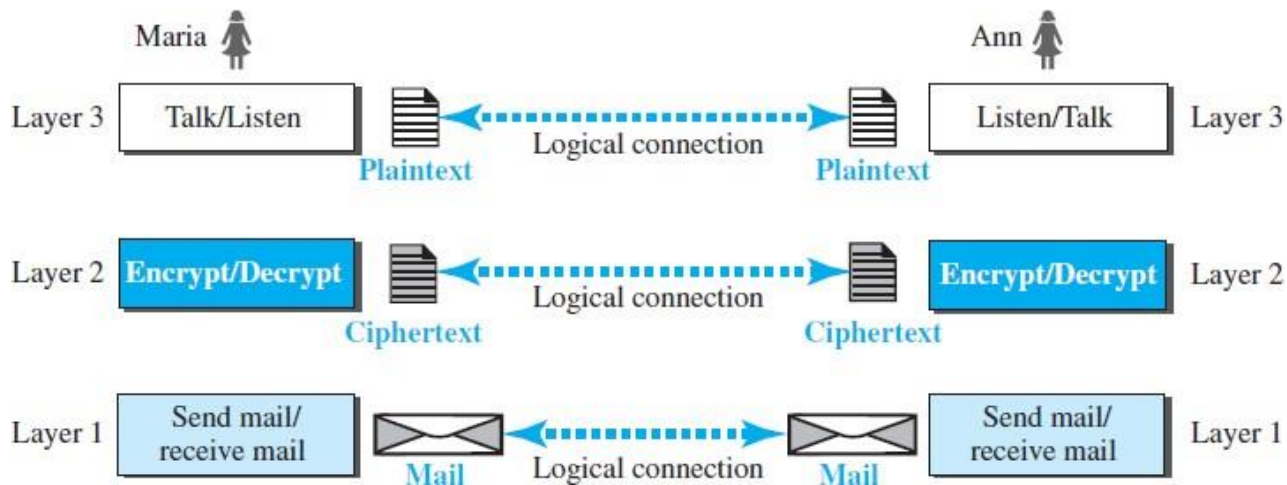 Maria
Ann
Layer 3
Talk/Listen
Plaintext
Logical connection
Plaintext
Listen/Talk
Layer 3
Layer 2
Encrypt/Decrypt
Ciphertext
Logical connection
Ciphertext
Encrypt/Decrypt
Layer 2
Layer 1
Send mail/
receive mail
Mail
Logical connection
Mail
Send mail/
receive mail
Layer 1